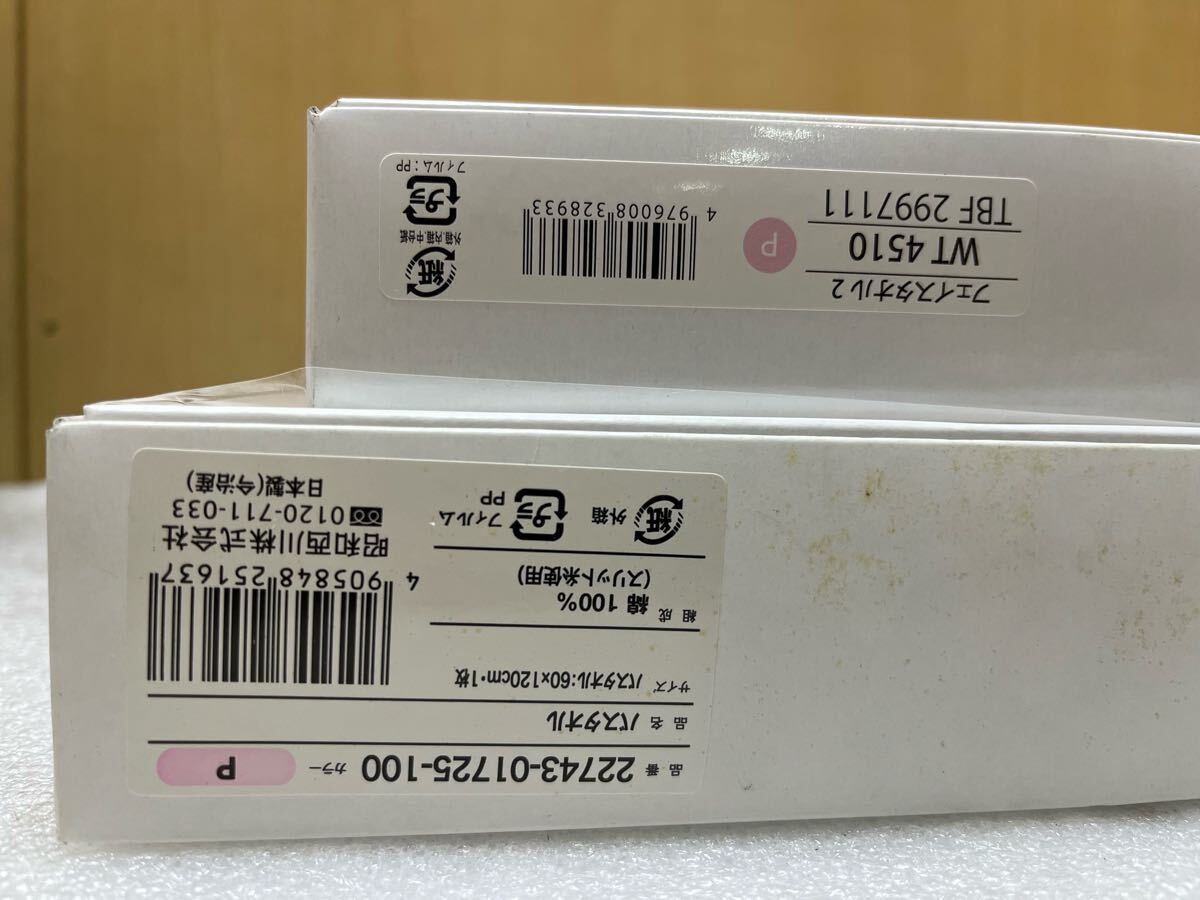 フェイスタオル2
WT 4510
TBF 2997111
P
4 976008 328933
紙
外箱.内箱.中台紙
プラ
フィルム：PP
品番 22743-01725-100 カラー P
品名 バスタオル
サイズ バスタオル:60×120cm・1枚
組成 綿 100%
(スリット糸使用)
紙 外箱
プラ フィルム
PP
4 905848 251637
昭和西川株式会社
0120-711-033
日本製(今治産)